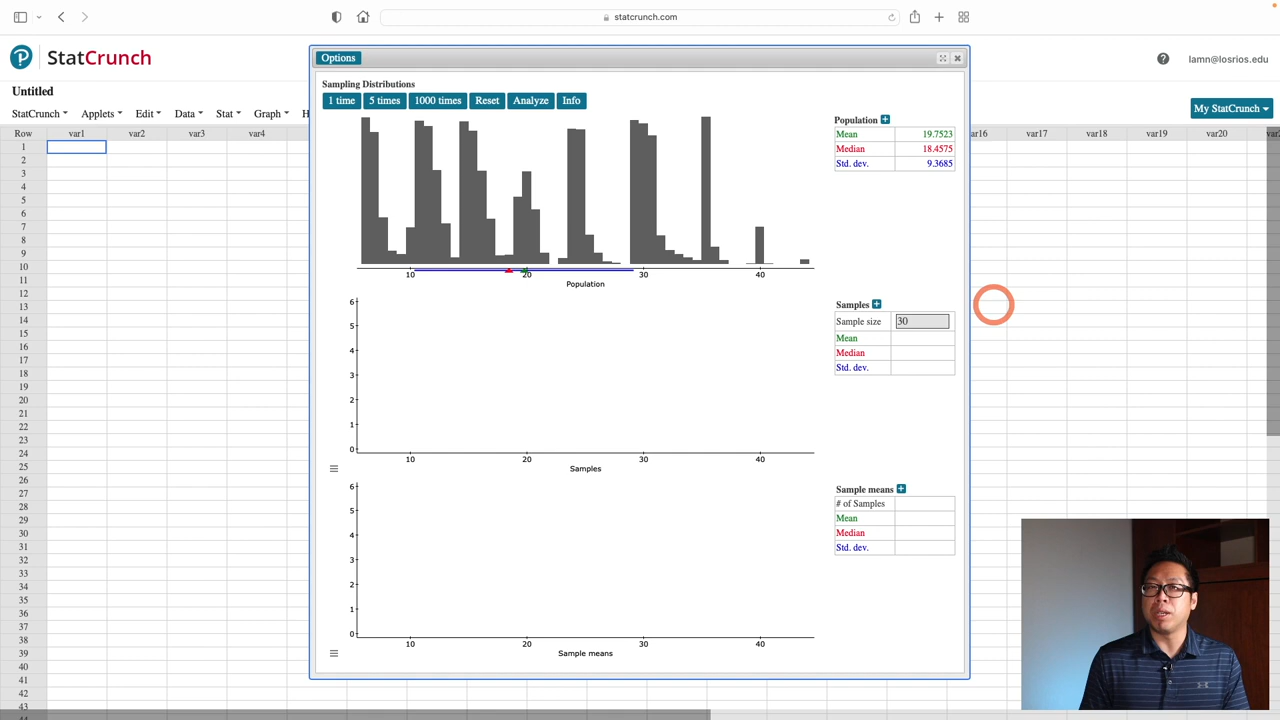 statcrunch.com
StatCrunch
lamn@losrios.edu
Untitled
StatCrunch Applets Edit Data Stat Graph H
My StatCrunch
Row var1 var2 var3 var4 var16 var17 var18 var19 var20
1
2
3
4
5
6
7
8
9
10
11
12
13
14
15
16
17
18
19
20
21
22
23
24
25
26
27
28
29
30
31
32
33
34
35
36
37
38
39
40
41
42
43
Options
Sampling Distributions
1 time 5 times 1000 times Reset Analyze Info
10 20 30 40
Population
Population
Mean 19.7523
Median 18.4575
Std. dev. 9.3685
6
5
4
3
2
1
0
10 20 30 40
Samples
Samples
Sample size 30
Mean
Median
Std. dev.
6
5
4
3
2
1
0
10 20 30 40
Sample means
Sample means
# of Samples
Mean
Median
Std. dev.